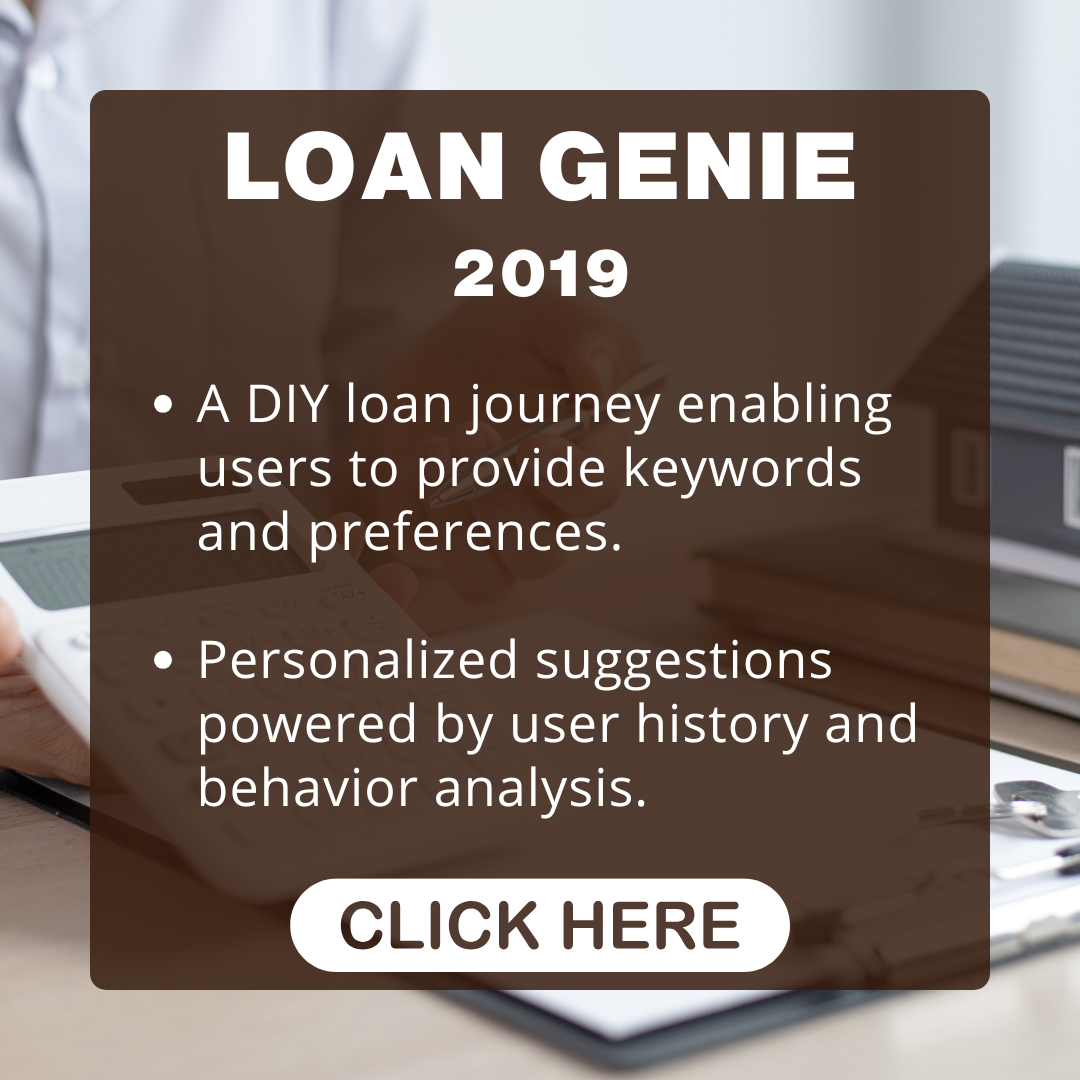 LOAN GENIE
2019
• A DIY loan journey enabling
users to provide keywords
and preferences.
• Personalized suggestions
powered by user history and
behavior analysis.
CLICK HERE